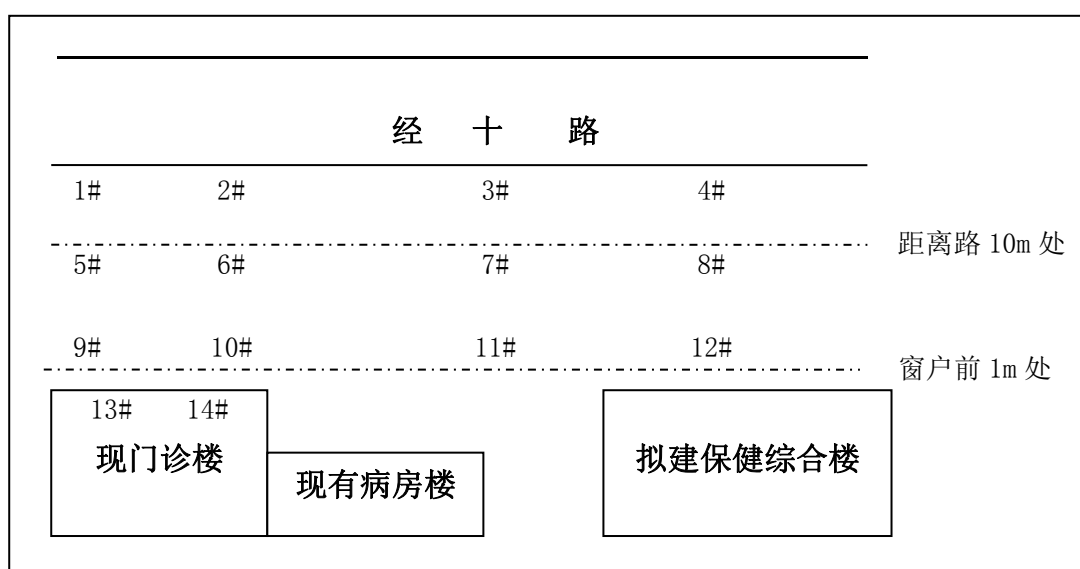 经 十 路
1# 2# 3# 4#
距离路 10m 处
5# 6# 7# 8#
9# 10# 11# 12#
窗户前 1m 处
13# 14#
现门诊楼
拟建保健综合楼
现有病房楼